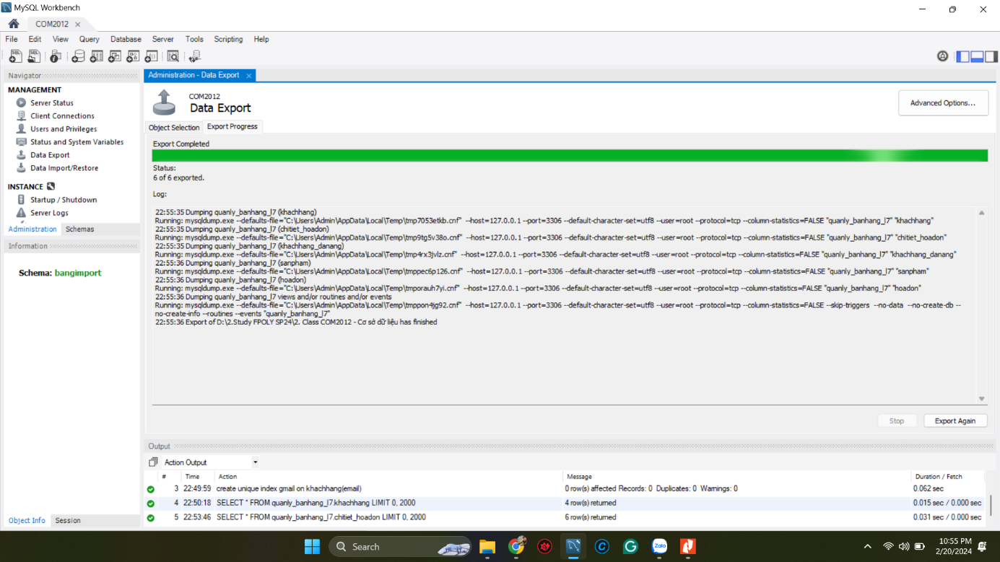 MySQL Workbench
COM2012
File Edit View Query Database Server Tools Scripting Help
Navigator
MANAGEMENT
Server Status
Client Connections
Users and Privileges
Status and System Variables
Data Export
Data Import/Restore
INSTANCE
Startup / Shutdown
Server Logs
Administration Schemas
Information
Schema: bangimport
Object Info Session
Administration - Data Export
COM2012
Data Export
Advanced Options...
Object Selection Export Progress
Export Completed
Status:
6 of 6 exported.
Log:
22:55:35 Dumping quanly_banhang_l7 (khachhang)
Running: mysqldump.exe --defaults-file="C:\Users\Admin\AppData\Local\Temp\tmp7053etkb.cnf" --host=127.0.0.1 --port=3306 --default-character-set=utf8 --user=root --protocol=tcp --column-statistics=FALSE "quanly_banhang_l7" "khachhang"
22:55:35 Dumping quanly_banhang_l7 (chitiet_hoadon)
Running: mysqldump.exe --defaults-file="C:\Users\Admin\AppData\Local\Temp\tmp9tg5v38o.cnf" --host=127.0.0.1 --port=3306 --default-character-set=utf8 --user=root --protocol=tcp --column-statistics=FALSE "quanly_banhang_l7" "chitiet_hoadon"
22:55:35 Dumping quanly_banhang_l7 (khachhang_danang)
Running: mysqldump.exe --defaults-file="C:\Users\Admin\AppData\Local\Temp\tmp4rx3jvlz.cnf" --host=127.0.0.1 --port=3306 --default-character-set=utf8 --user=root --protocol=tcp --column-statistics=FALSE "quanly_banhang_l7" "khachhang_danang"
22:55:36 Dumping quanly_banhang_l7 (sanpham)
Running: mysqldump.exe --defaults-file="C:\Users\Admin\AppData\Local\Temp\tmppec6p126.cnf" --host=127.0.0.1 --port=3306 --default-character-set=utf8 --user=root --protocol=tcp --column-statistics=FALSE "quanly_banhang_l7" "sanpham"
22:55:36 Dumping quanly_banhang_l7 (hoadon)
Running: mysqldump.exe --defaults-file="C:\Users\Admin\AppData\Local\Temp\tmporauh7yi.cnf" --host=127.0.0.1 --port=3306 --default-character-set=utf8 --user=root --protocol=tcp --column-statistics=FALSE "quanly_banhang_l7" "hoadon"
22:55:36 Dumping quanly_banhang_l7 views and/or routines and/or events
Running: mysqldump.exe --defaults-file="C:\Users\Admin\AppData\Local\Temp\tmppon4jg92.cnf" --host=127.0.0.1 --port=3306 --default-character-set=utf8 --user=root --protocol=tcp --column-statistics=FALSE --skip-triggers --no-data --no-create-db --
no-create-info --routines --events "quanly_banhang_l7"
22:55:36 Export of D:\2.Study FPOLY SP24\2. Class COM2012 - Cơ sở dữ liệu has finished
Stop Export Again
Output
Action Output
# Time Action Message Duration / Fetch
3 22:49:59 create unique index gmail on khachhang(email) 0 row(s) affected Records: 0 Duplicates: 0 Warnings: 0 0.062 sec
4 22:50:18 SELECT * FROM quanly_banhang_l7.khachhang LIMIT 0, 2000 4 row(s) returned 0.015 sec / 0.000 sec
5 22:53:46 SELECT * FROM quanly_banhang_l7.chitiet_hoadon LIMIT 0, 2000 6 row(s) returned 0.031 sec / 0.000 sec
Search
Zalo
10:55 PM
2/20/2024